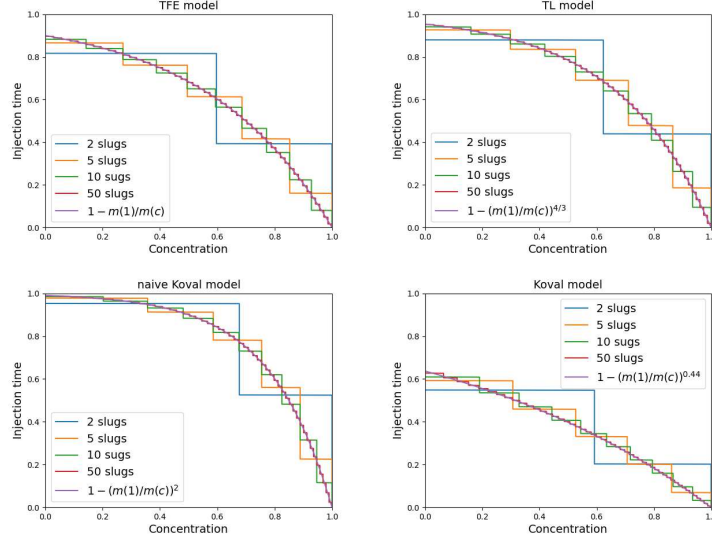 TFE model
1.0
0.8
0.6
0.4
0.2
0.0
Injection time
2 slugs
5 slugs
10 sugs
50 slugs
1 − m(1)/m(c)
0.0 0.2 0.4 0.6 0.8 1.0
Concentration
TL model
1.0
0.8
0.6
0.4
0.2
0.0
Injection time
2 slugs
5 slugs
10 sugs
50 slugs
1 − (m(1)/m(c))^{4/3}
0.0 0.2 0.4 0.6 0.8 1.0
Concentration
naive Koval model
1.0
0.8
0.6
0.4
0.2
0.0
Injection time
2 slugs
5 slugs
10 sugs
50 slugs
1 − (m(1)/m(c))^2
0.0 0.2 0.4 0.6 0.8 1.0
Concentration
Koval model
1.0
0.8
0.6
0.4
0.2
0.0
Injection time
2 slugs
5 slugs
10 sugs
50 slugs
1 − (m(1)/m(c))^{0.44}
0.0 0.2 0.4 0.6 0.8 1.0
Concentration